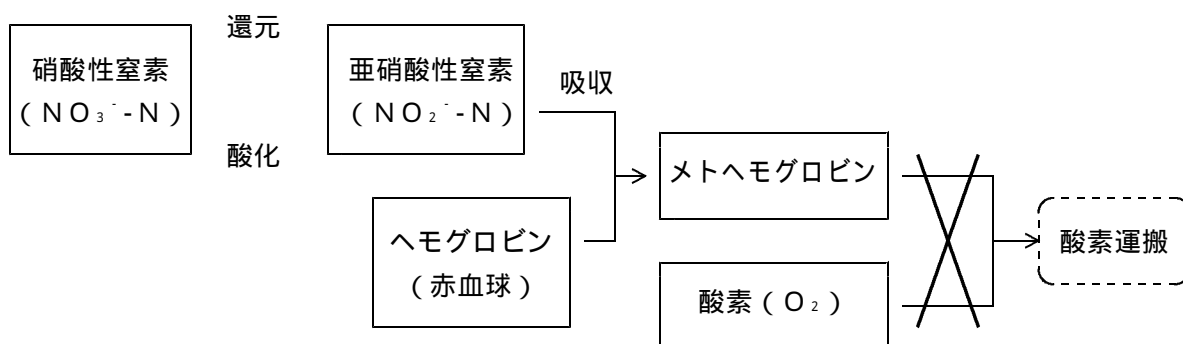 還元
硝酸性窒素
(NO₃⁻-N)
酸化
亜硝酸性窒素
(NO₂⁻-N)
吸収
ヘモグロビン
(赤血球)
メトヘモグロビン
酸素(O₂)
酸素運搬